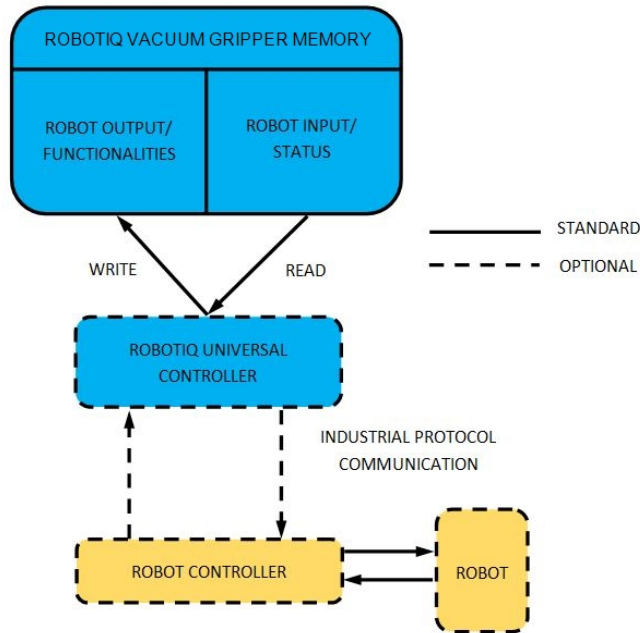 ROBOTIQ VACUUM GRIPPER MEMORY
ROBOT OUTPUT/
FUNCTIONALITIES
ROBOT INPUT/
STATUS
STANDARD
OPTIONAL
WRITE
READ
ROBOTIQ UNIVERSAL
CONTROLLER
INDUSTRIAL PROTOCOL
COMMUNICATION
ROBOT CONTROLLER
ROBOT